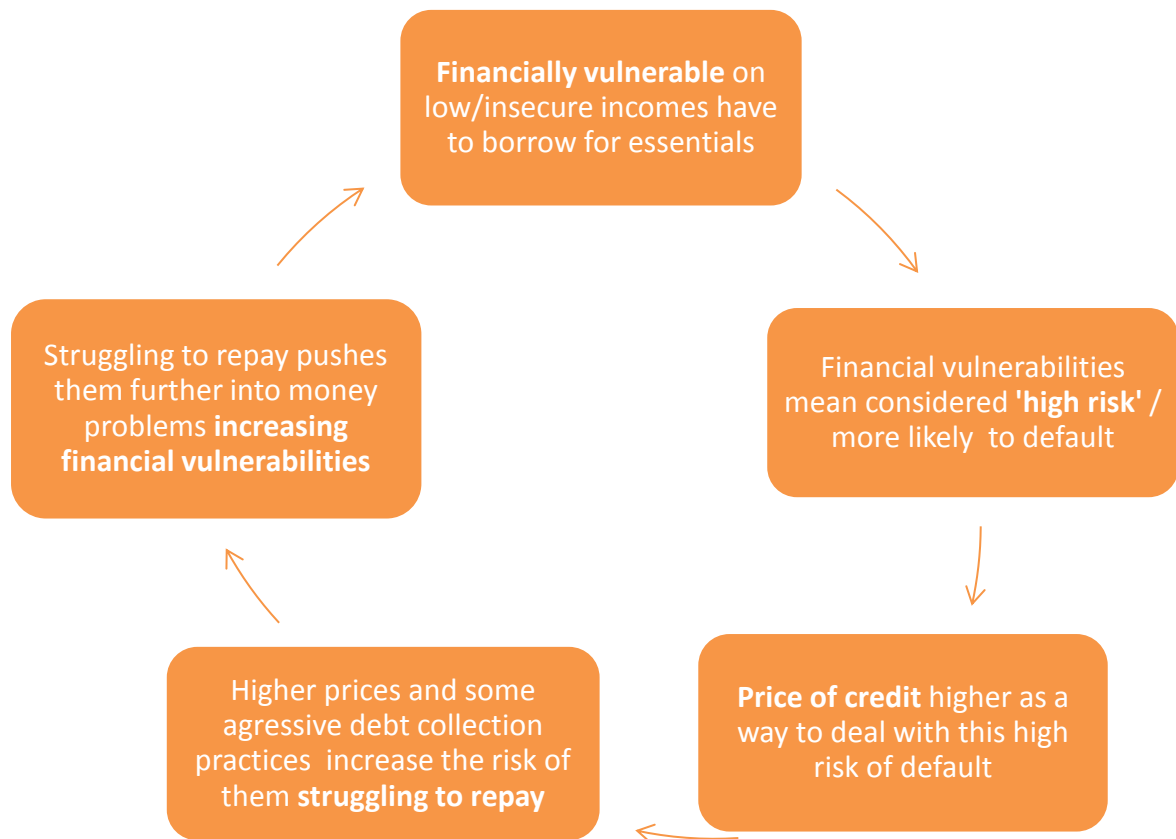 Financially vulnerable on
low/insecure incomes have
to borrow for essentials
Financial vulnerabilities
mean considered 'high risk' /
more likely  to default
Price of credit higher as a
way to deal with this high
risk of default
Higher prices and some
agressive debt collection
practices  increase the risk of
them struggling to repay
Struggling to repay pushes
them further into money
problems increasing
financial vulnerabilities